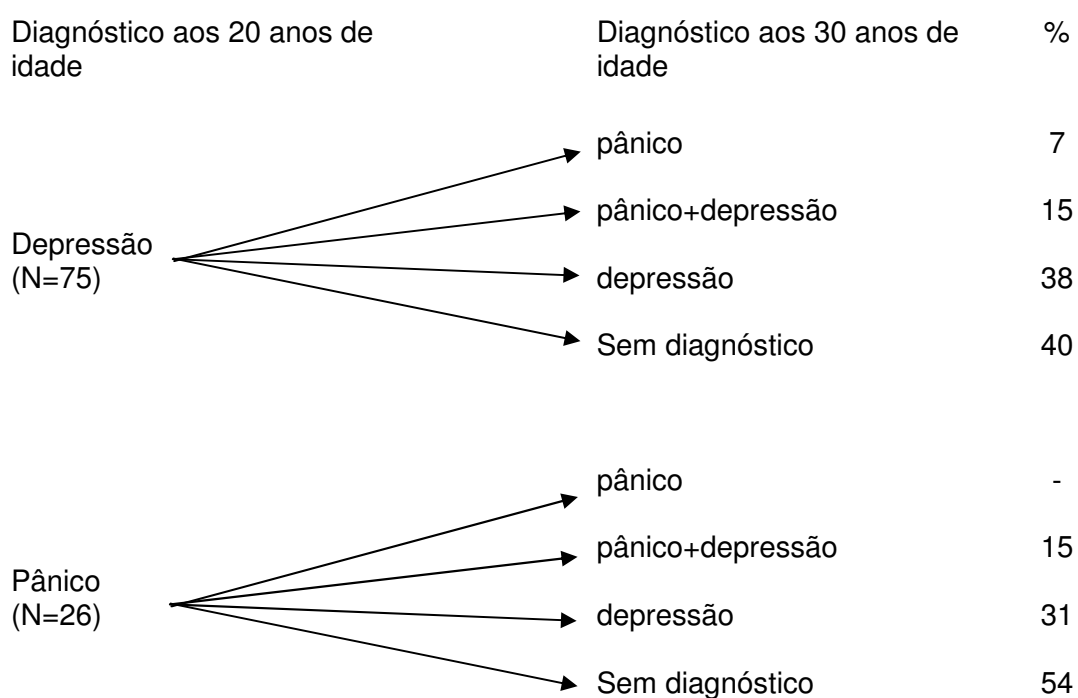 Diagnóstico aos 20 anos de idade
Diagnóstico aos 30 anos de idade
%
Depressão
(N=75)
pânico 7
pânico+depressão 15
depressão 38
Sem diagnóstico 40
Pânico
(N=26)
pânico -
pânico+depressão 15
depressão 31
Sem diagnóstico 54